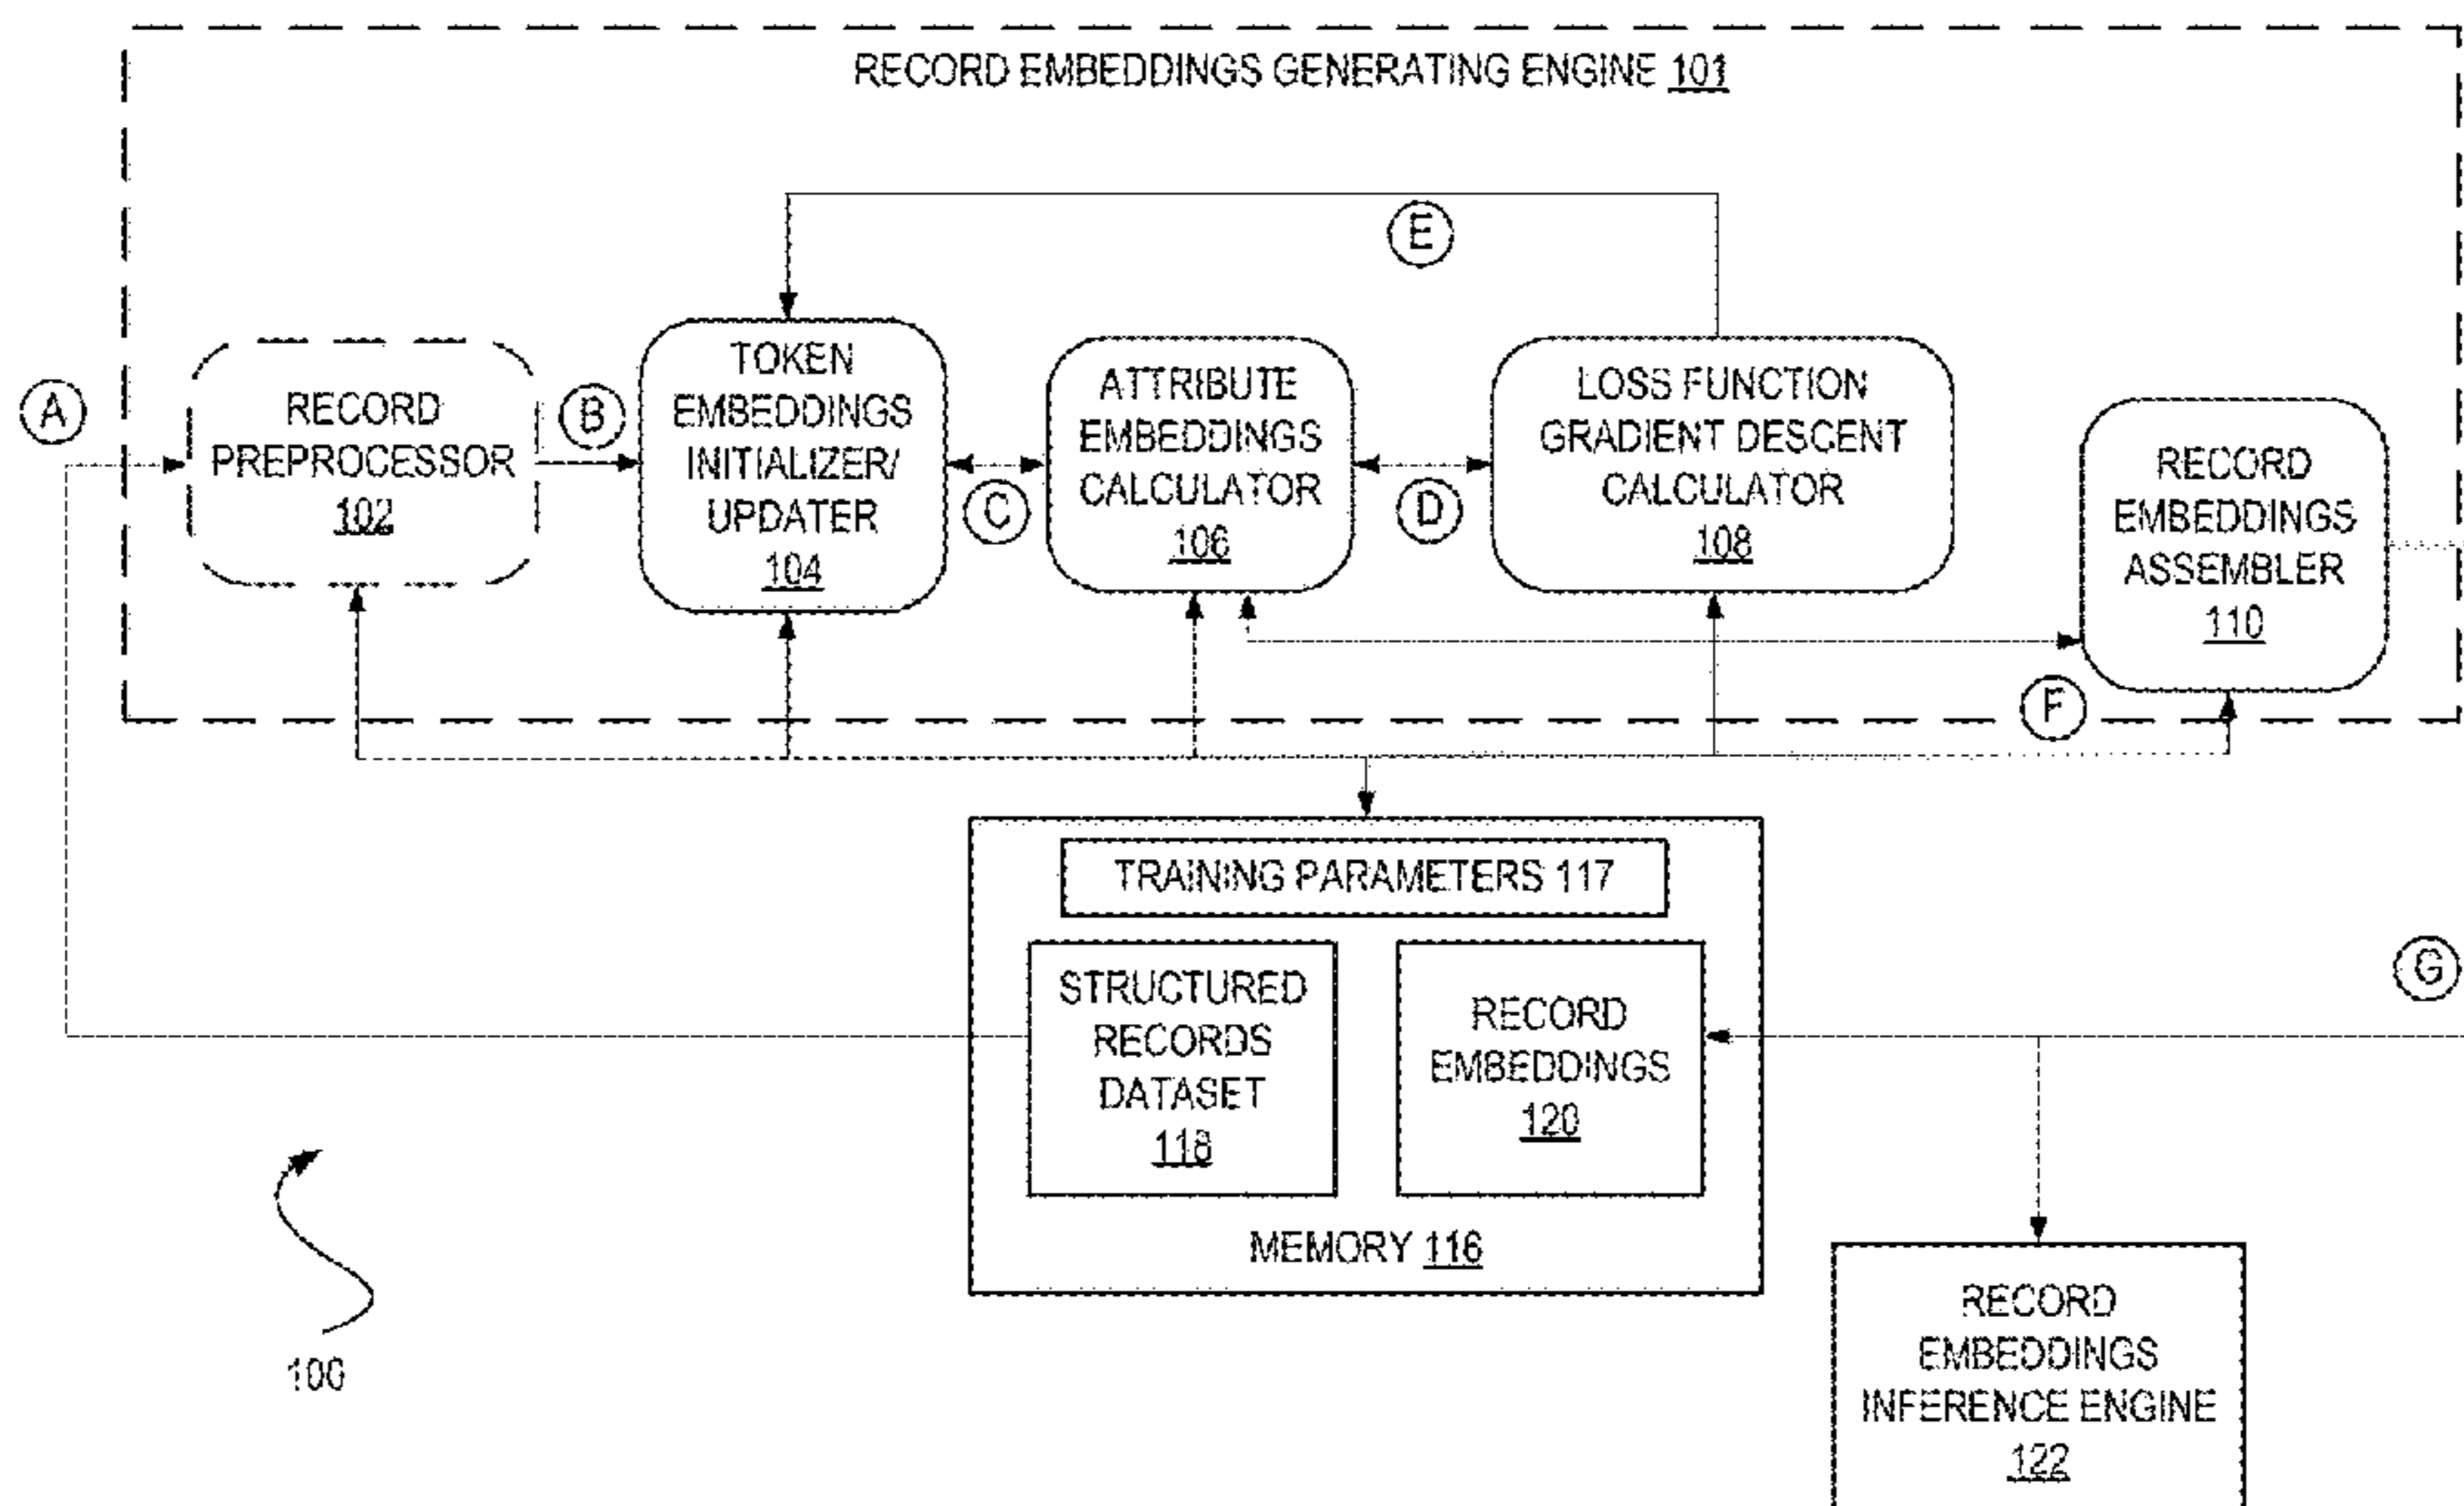 RECORD EMBEDDINGS GENERATING ENGINE 101
E
A
RECORD
PREPROCESSOR
102
B
TOKEN
EMBEDDINGS
INITIALIZER/
UPDATER
104
C
ATTRIBUTE
EMBEDDINGS
CALCULATOR
106
D
LOSS FUNCTION
GRADIENT DESCENT
CALCULATOR
108
RECORD
EMBEDDINGS
ASSEMBLER
110
F
TRAINING PARAMETERS 117
STRUCTURED
RECORDS
DATASET
118
RECORD
EMBEDDINGS
120
MEMORY 116
G
100
RECORD
EMBEDDINGS
INFERENCE ENGINE
122